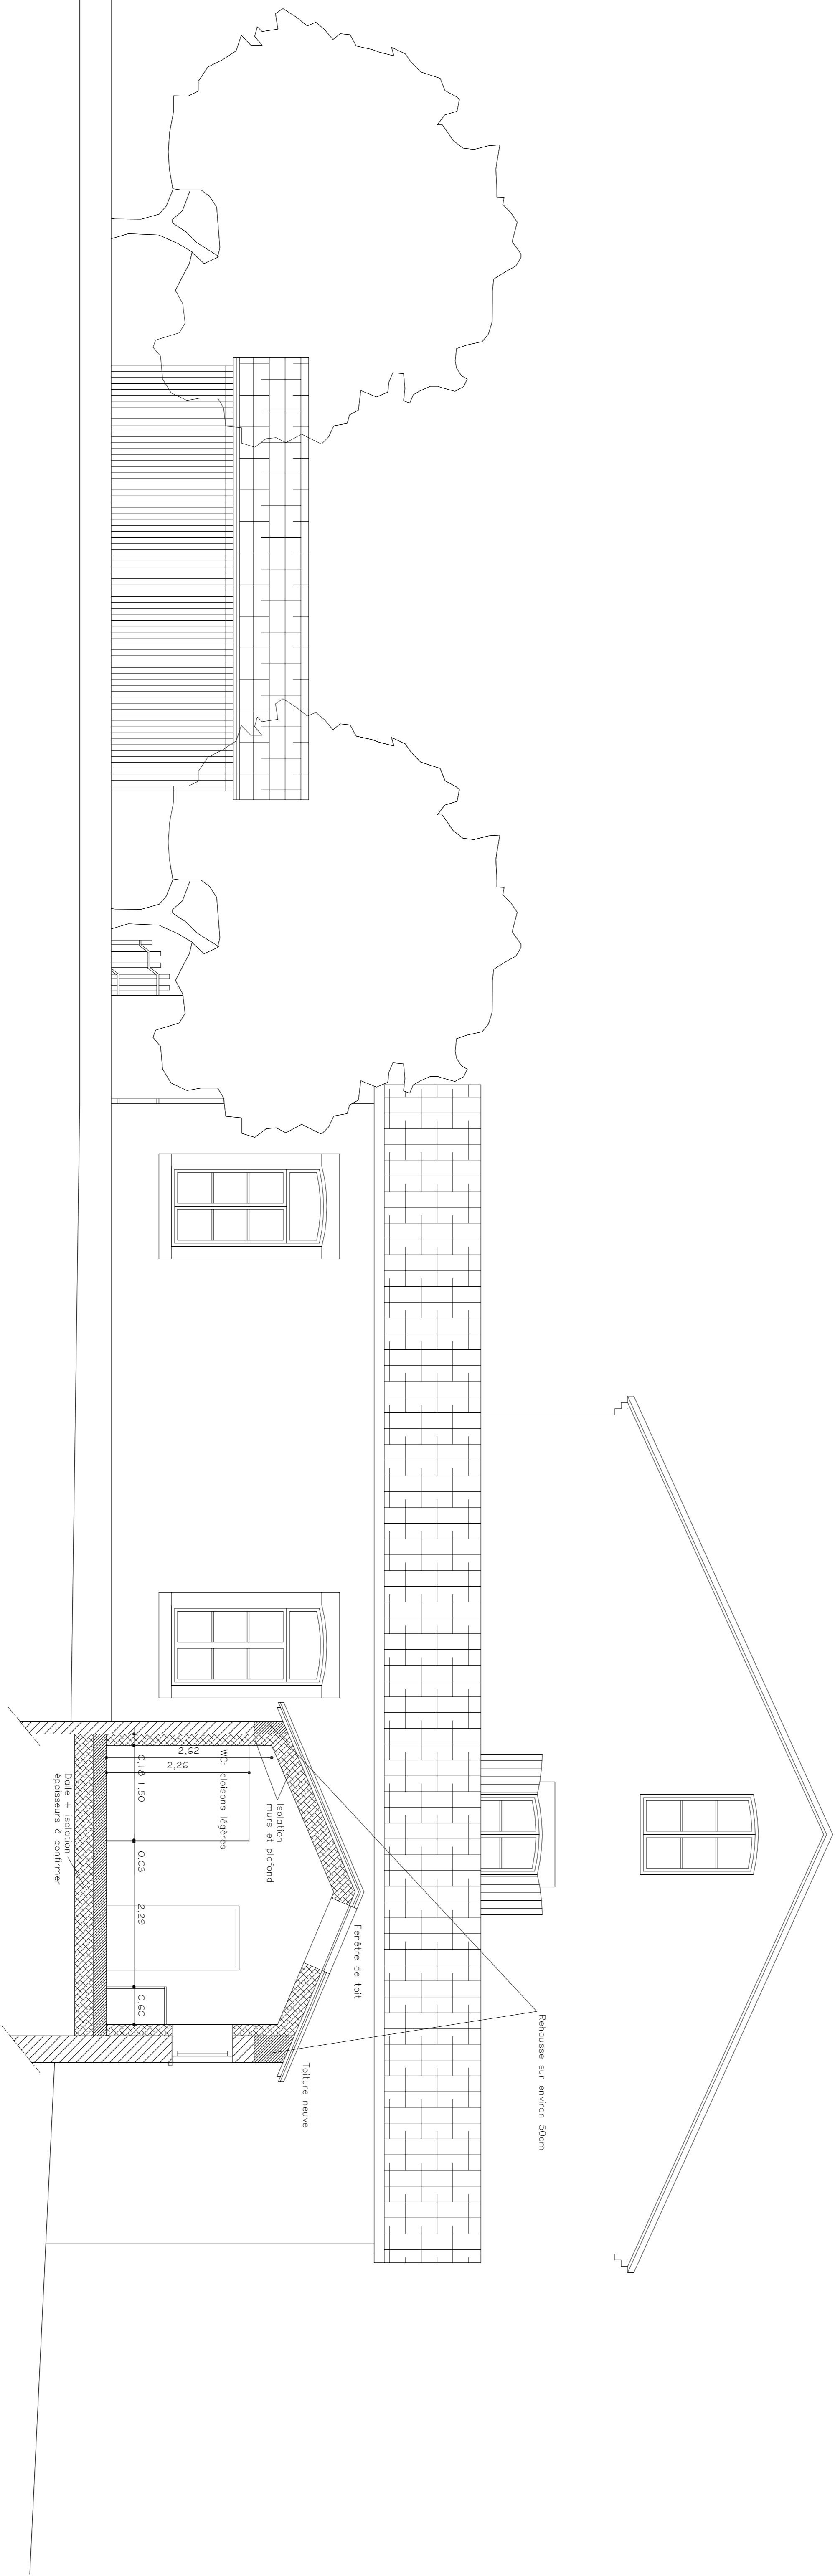 Rehausse sur environ 50cm
Fenêtre de toit
Toiture neuve
Isolation
murs et plafond
WC: cloisons légères
2,62
2,26
0,18
1,50
0,03
2,29
0,60
Dalle + isolation
épaisseurs à confirmer